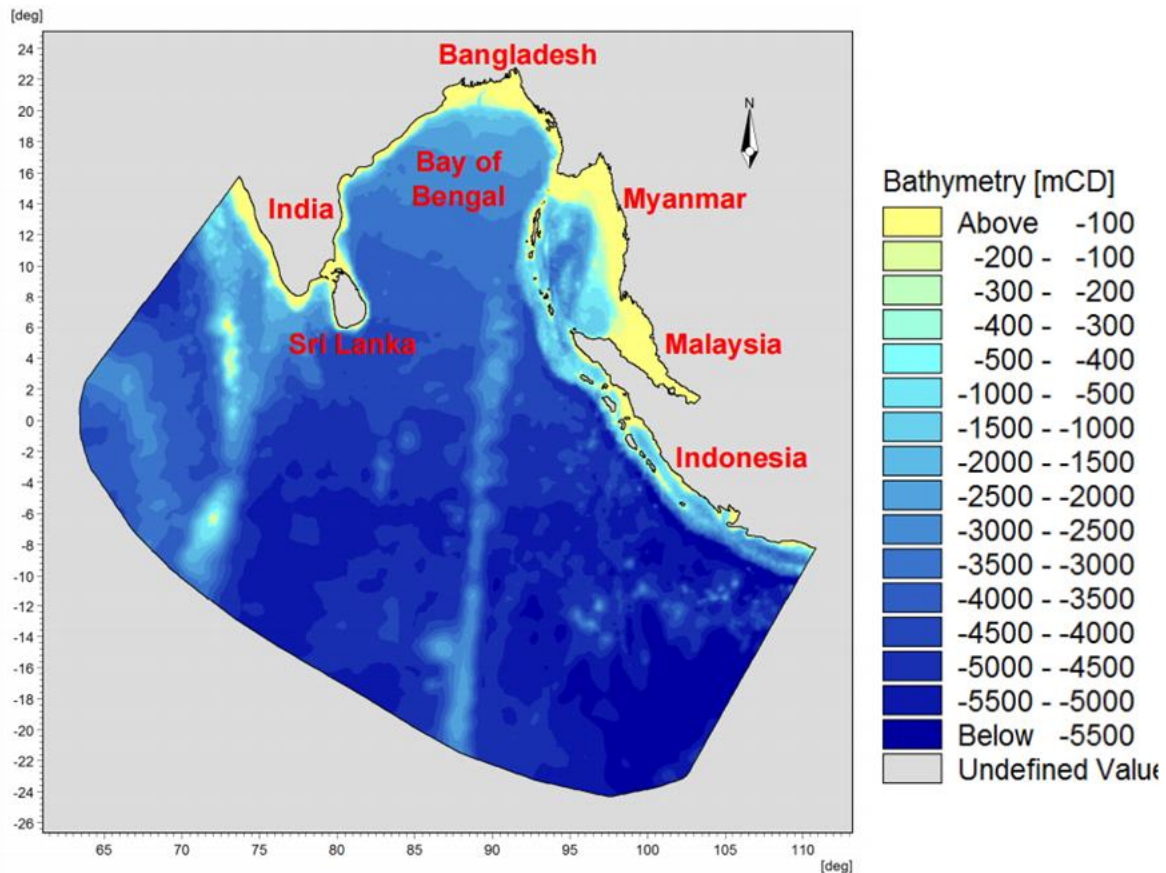 [deg]
24
22
20
18
16
14
12
10
8
6
4
2
0
-2
-4
-6
-8
-10
-12
-14
-16
-18
-20
-22
-24
-26
Bangladesh
N
Bay of
Bengal
India
Myanmar
Sri Lanka
Malaysia
Indonesia
65 70 75 80 85 90 95 100 105 110
[deg]
Bathymetry [mCD]
Above -100
-200 - -100
-300 - -200
-400 - -300
-500 - -400
-1000 - -500
-1500 - -1000
-2000 - -1500
-2500 - -2000
-3000 - -2500
-3500 - -3000
-4000 - -3500
-4500 - -4000
-5000 - -4500
-5500 - -5000
Below -5500
Undefined Value